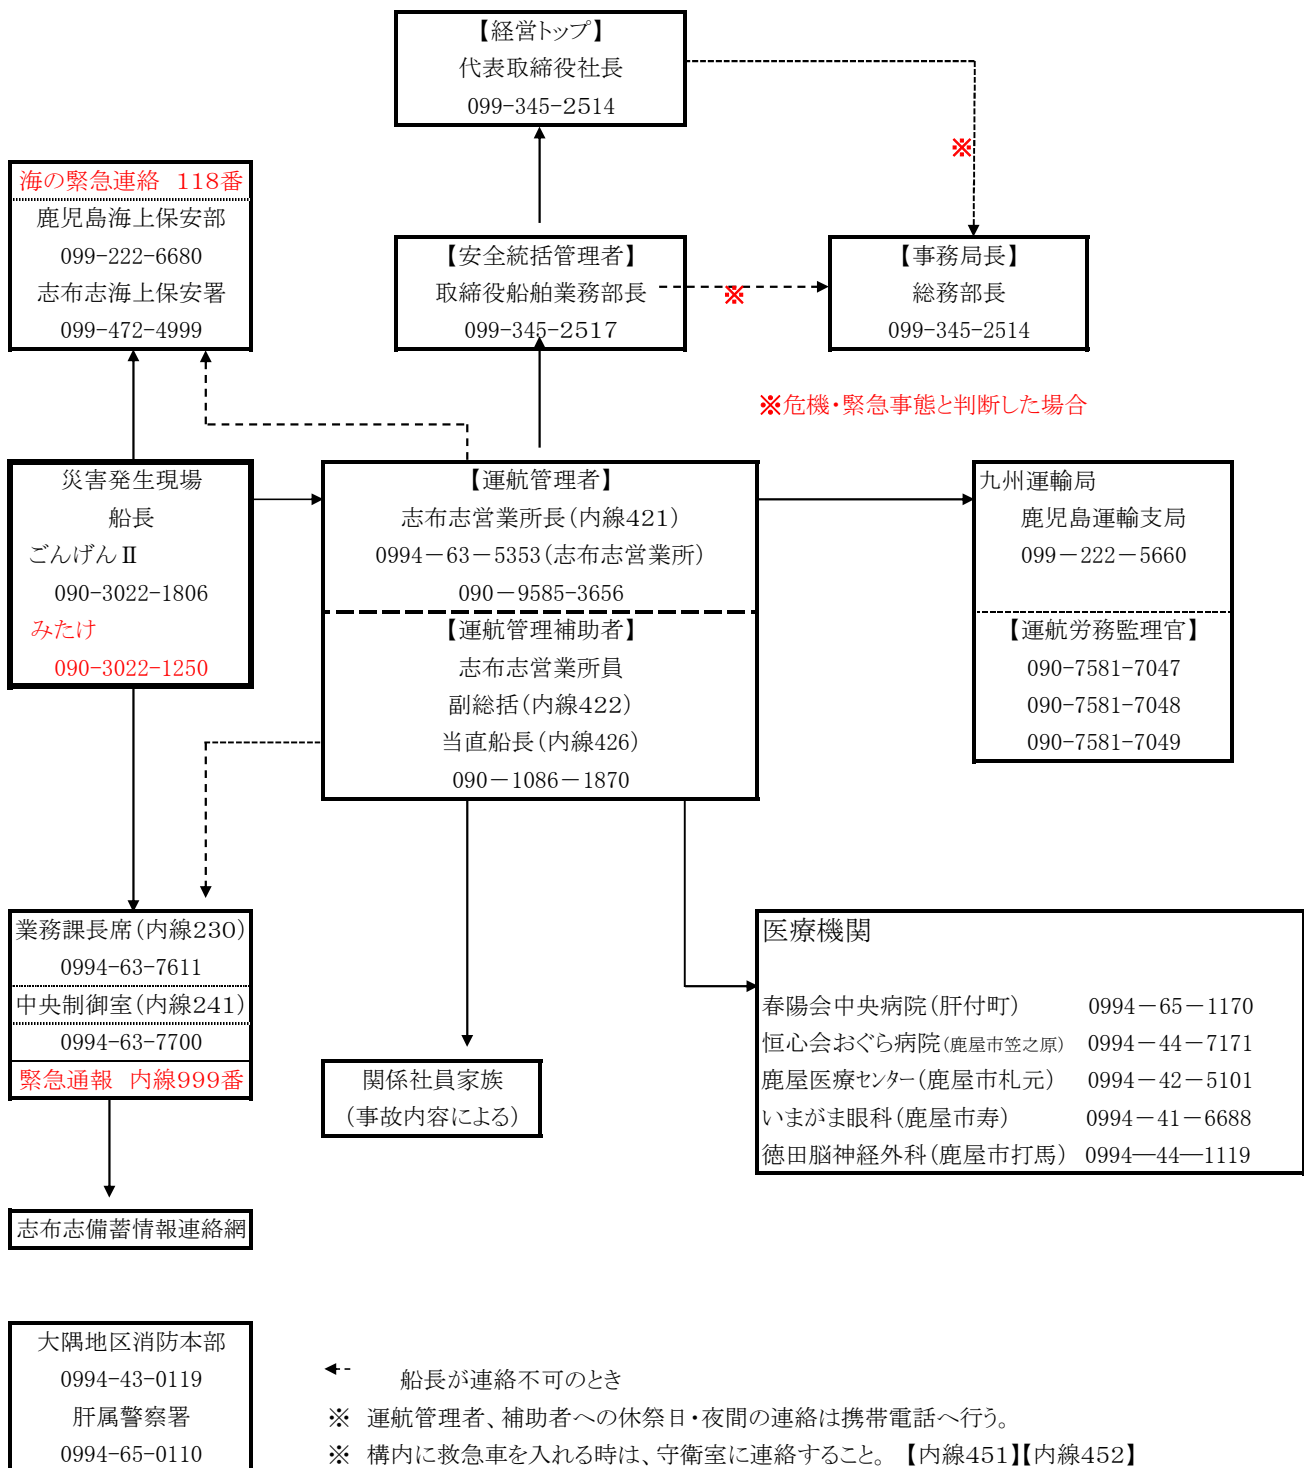 【経営トップ】
代表取締役社長
099-345-2514
※
海の緊急連絡　118番
鹿児島海上保安部
099-222-6680
志布志海上保安署
099-472-4999
【安全統括管理者】
取締役船舶業務部長
099-345-2517
※
【事務局長】
総務部長
099-345-2514
※危機・緊急事態と判断した場合
災害発生現場
船長
ごんげんⅡ
090-3022-1806
みたけ
090-3022-1250
【運航管理者】
志布志営業所長（内線421）
0994－63－5353（志布志営業所）
090－9585-3656
【運航管理補助者】
志布志営業所員
副総括（内線422）
当直船長（内線426）
090－1086－1870
九州運輸局
鹿児島運輸支局
099－222－5660
【運航労務監理官】
090-7581-7047
090-7581-7048
090-7581-7049
業務課長席（内線230）
0994-63-7611
中央制御室（内線241）
0994-63-7700
緊急通報　内線999番
関係社員家族
（事故内容による）
医療機関
春陽会中央病院（肝付町）　0994－65－1170
恒心会おぐら病院（鹿屋市笠之原）　0994－44－7171
鹿屋医療センター（鹿屋市札元）　0994－42－5101
いまがま眼科（鹿屋市寿）　0994－41－6688
徳田脳神経外科（鹿屋市打馬）　0994―44―1119
志布志備蓄情報連絡網
大隅地区消防本部
0994-43-0119
肝属警察署
0994-65-0110
船長が連絡不可のとき
※　運航管理者、補助者への休祭日・夜間の連絡は携帯電話へ行う。
※　構内に救急車を入れる時は、守衛室に連絡すること。【内線451】【内線452】